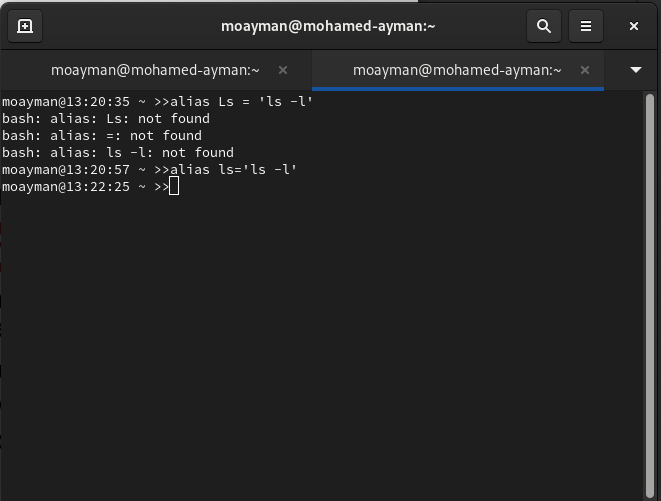 moayman@mohamed-ayman:~
moayman@mohamed-ayman:~ moayman@mohamed-ayman:~
moayman@13:20:35 ~ >>alias Ls = 'ls -l'
bash: alias: Ls: not found
bash: alias: =: not found
bash: alias: ls -l: not found
moayman@13:20:57 ~ >>alias ls='ls -l'
moayman@13:22:25 ~ >>